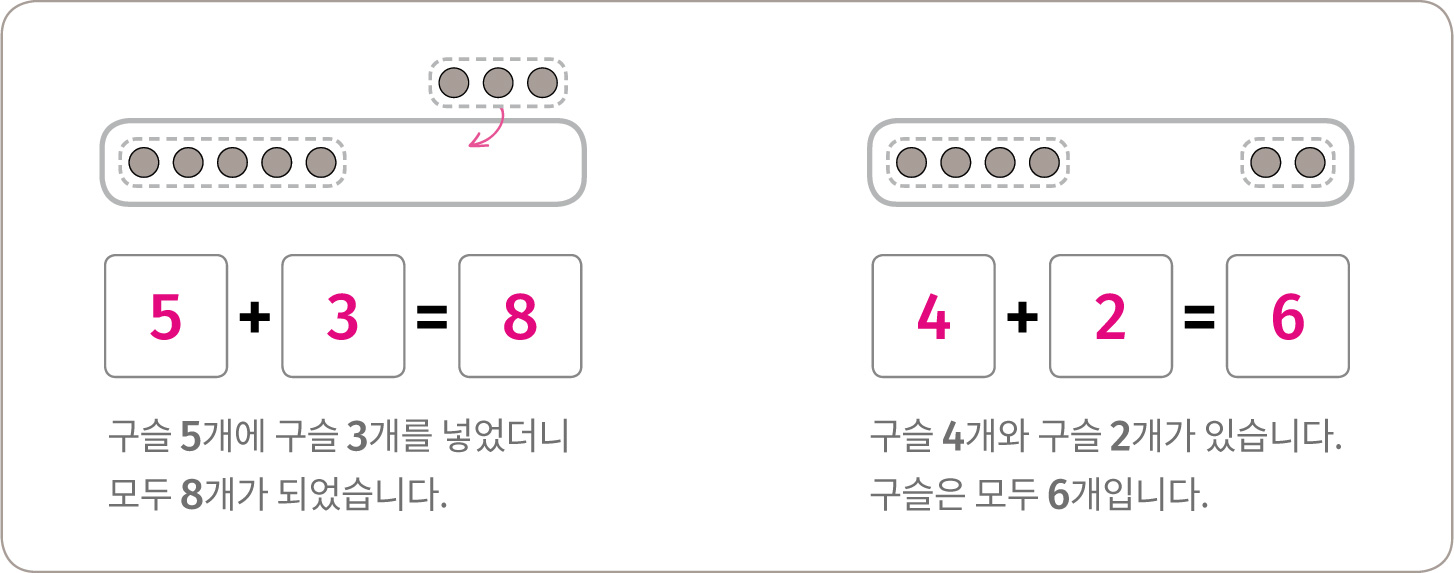 5 + 3 = 8
구슬 5개에 구슬 3개를 넣었더니
모두 8개가 되었습니다.
4 + 2 = 6
구슬 4개와 구슬 2개가 있습니다.
구슬은 모두 6개입니다.